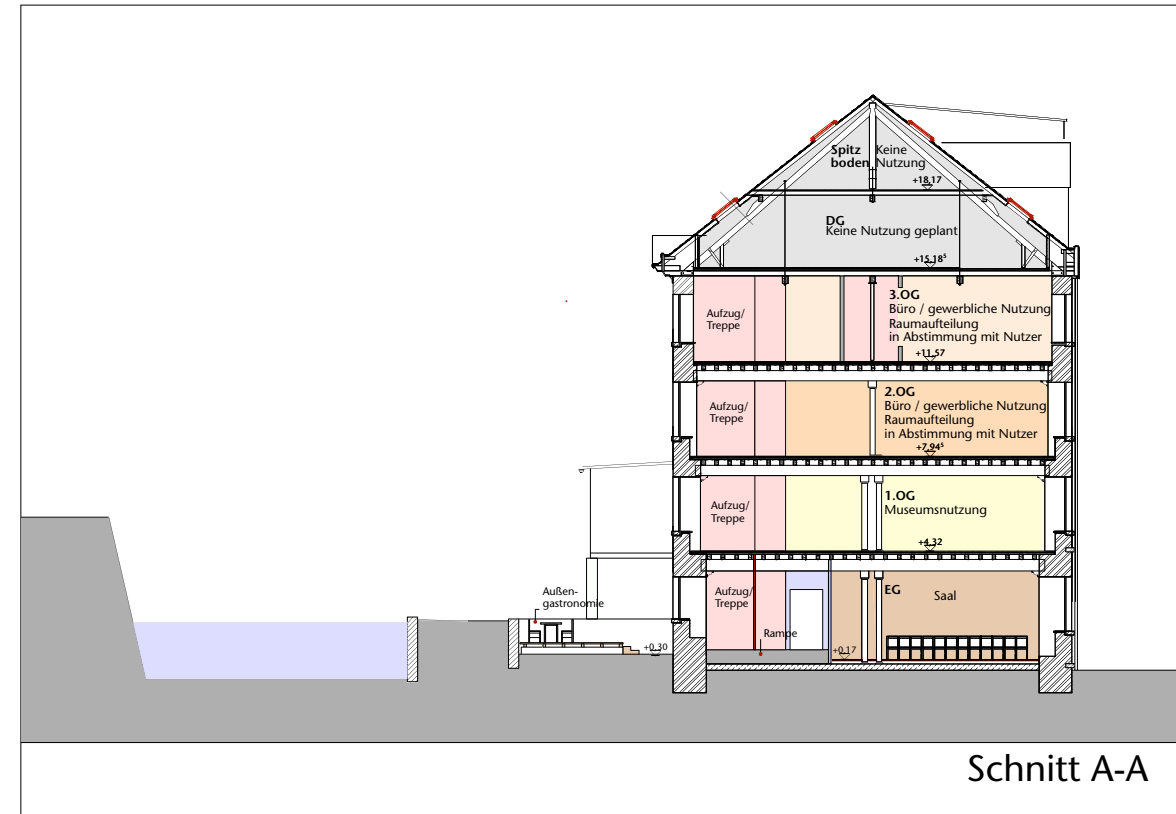 Spitz Keine
boden Nutzung
+18,17
DG
Keine Nutzung geplant
+15,18⁵
3.OG
Büro / gewerbliche Nutzung
Raumaufteilung
in Abstimmung mit Nutzer
Aufzug/
Treppe
+11,57
2.OG
Büro / gewerbliche Nutzung
Raumaufteilung
in Abstimmung mit Nutzer
Aufzug/
Treppe
+7,94⁵
1.OG
Museumsnutzung
Aufzug/
Treppe
+4,32
EG
Saal
Aufzug/
Treppe
Außen-
gastronomie
Rampe
+0,30
+0,17
Schnitt A-A